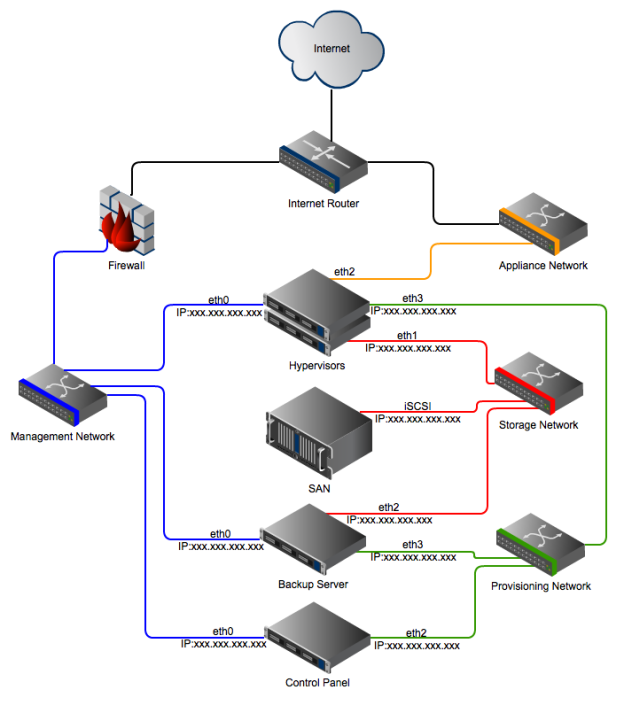 Internet
Internet Router
Firewall
Appliance Network
eth2
eth0
IP:xxx.xxx.xxx.xxx
eth3
IP:xxx.xxx.xxx.xxx
eth1
IP:xxx.xxx.xxx.xxx
Hypervisors
Management Network
iSCSI
IP:xxx.xxx.xxx.xxx
Storage Network
SAN
eth2
IP:xxx.xxx.xxx.xxx
eth0
IP:xxx.xxx.xxx.xxx
eth3
IP:xxx.xxx.xxx.xxx
Backup Server
Provisioning Network
eth0
IP:xxx.xxx.xxx.xxx
eth2
IP:xxx.xxx.xxx.xxx
Control Panel